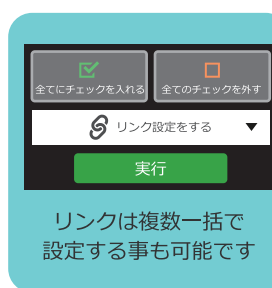 全てにチェックを入れる
全てのチェックを外す
リンク設定をする
実行
リンクは複数一括で
設定する事も可能です